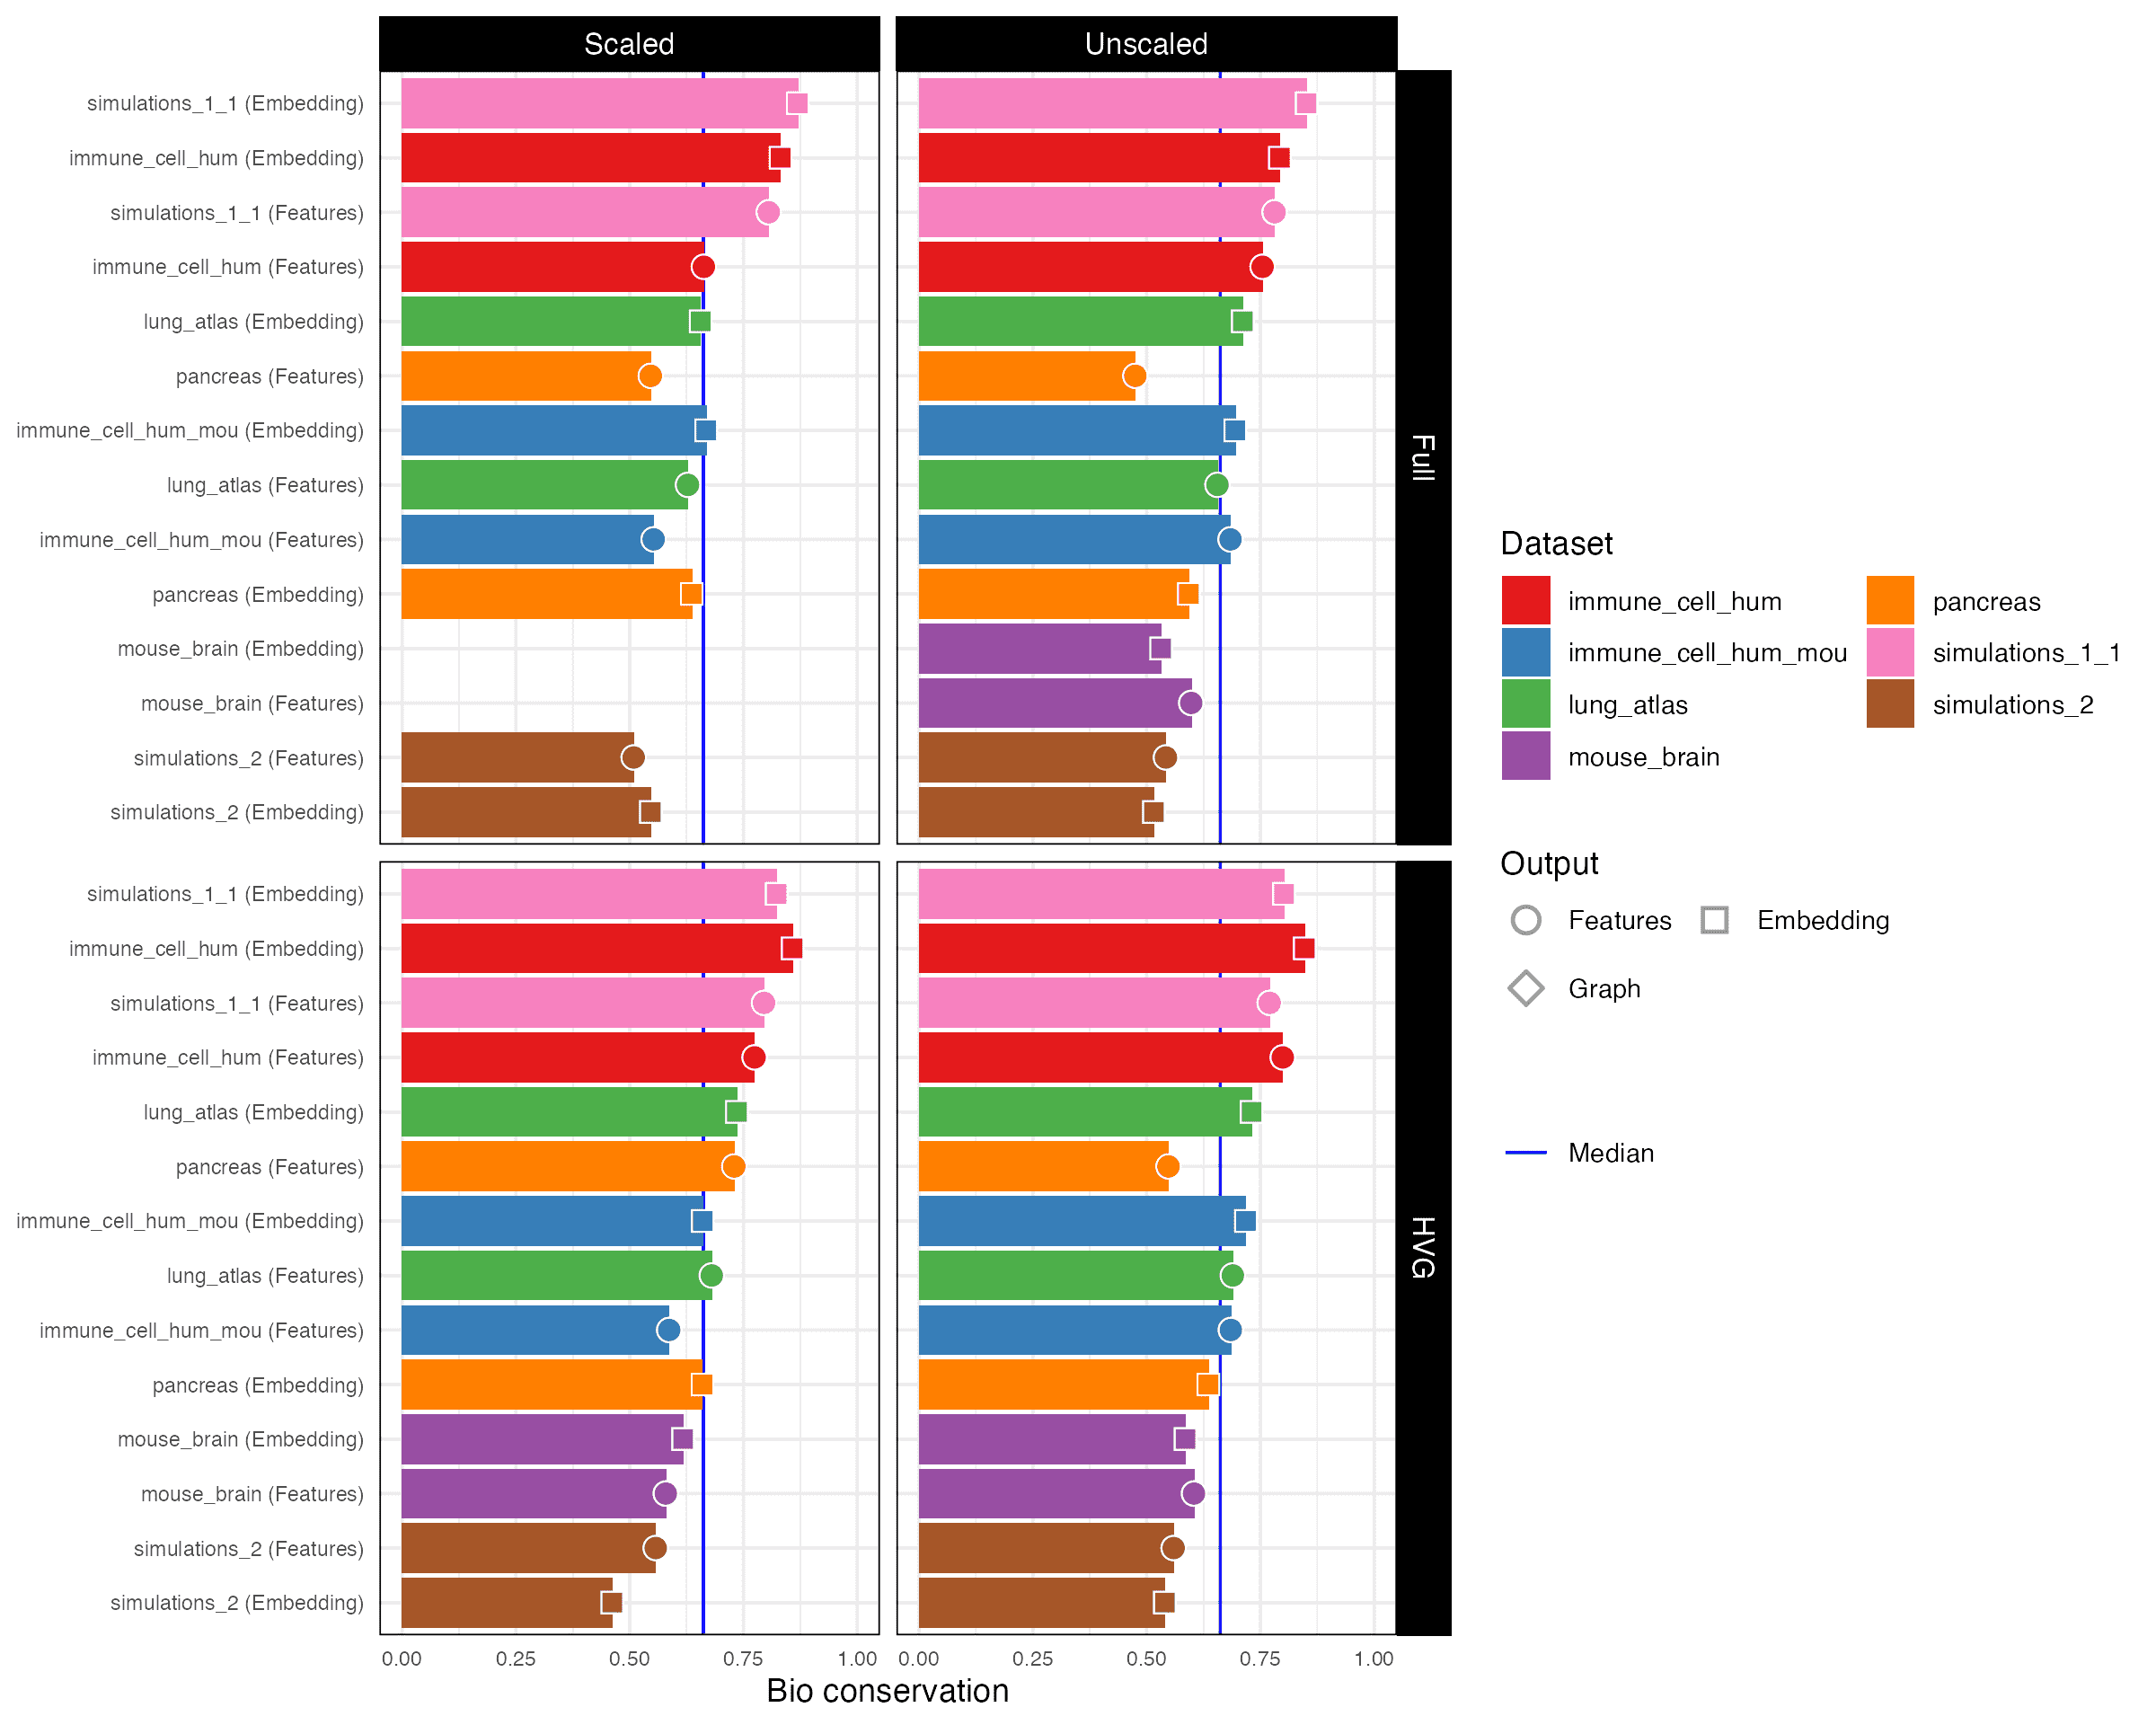 Scaled
Unscaled
simulations_1_1 (Embedding)
immune_cell_hum (Embedding)
simulations_1_1 (Features)
immune_cell_hum (Features)
lung_atlas (Embedding)
pancreas (Features)
immune_cell_hum_mou (Embedding)
lung_atlas (Features)
immune_cell_hum_mou (Features)
pancreas (Embedding)
mouse_brain (Embedding)
mouse_brain (Features)
simulations_2 (Features)
simulations_2 (Embedding)
Full
simulations_1_1 (Embedding)
immune_cell_hum (Embedding)
simulations_1_1 (Features)
immune_cell_hum (Features)
lung_atlas (Embedding)
pancreas (Features)
immune_cell_hum_mou (Embedding)
lung_atlas (Features)
immune_cell_hum_mou (Features)
pancreas (Embedding)
mouse_brain (Embedding)
mouse_brain (Features)
simulations_2 (Features)
simulations_2 (Embedding)
HVG
0.00 0.25 0.50 0.75 1.00
0.00 0.25 0.50 0.75 1.00
Bio conservation
Dataset
immune_cell_hum
immune_cell_hum_mou
lung_atlas
mouse_brain
pancreas
simulations_1_1
simulations_2
Output
Features
Embedding
Graph
Median